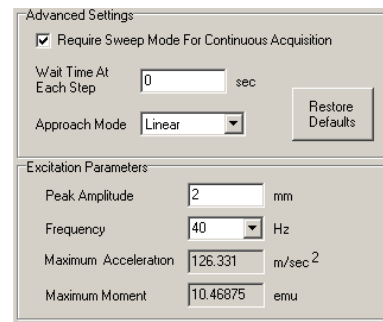 Advanced Settings
Require Sweep Mode For Continuous Acquisition
Wait Time At
Each Step 0 sec
Approach Mode Linear
Restore
Defaults
Excitation Parameters
Peak Amplitude 2 mm
Frequency 40 Hz
Maximum Acceleration 126.331 m/sec 2
Maximum Moment 10.46875 emu